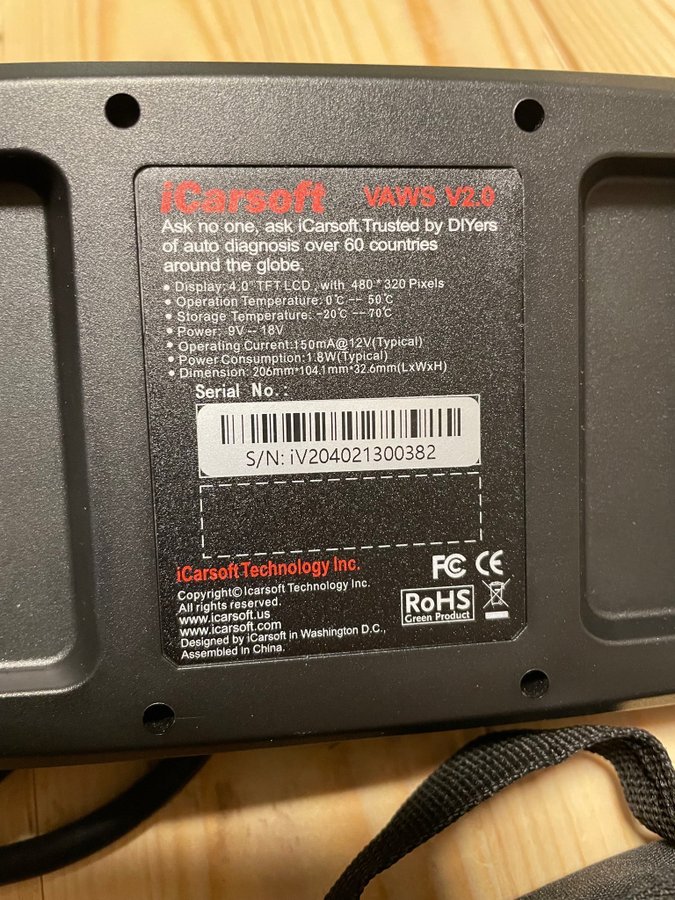 iCarsoft VAWS V2.0
Ask no one, ask iCarsoft.Trusted by DIYers
of auto diagnosis over 60 countries
around the globe.
• Display: 4.0" TFT LCD , with 480 * 320 Pixels
• Operation Temperature: 0℃ -- 50℃
• Storage Temperature: -20℃ -- 70℃
• Power: 9V -- 18V
• Operating Current:150mA@12V(Typical)
• Power Consumption:1.8W(Typical)
• Dimension: 206mm*104.1mm*32.6mm(LxWxH)
Serial No.:
S/N: iV204021300382
iCarsoft Technology Inc.
Copyright© Icarsoft Technology Inc.
All rights reserved.
www.icarsoft.us
www.icarsoft.com
Designed by iCarsoft in Washington D.C.,
Assembled in China.
FC CE
RoHS
Green Product